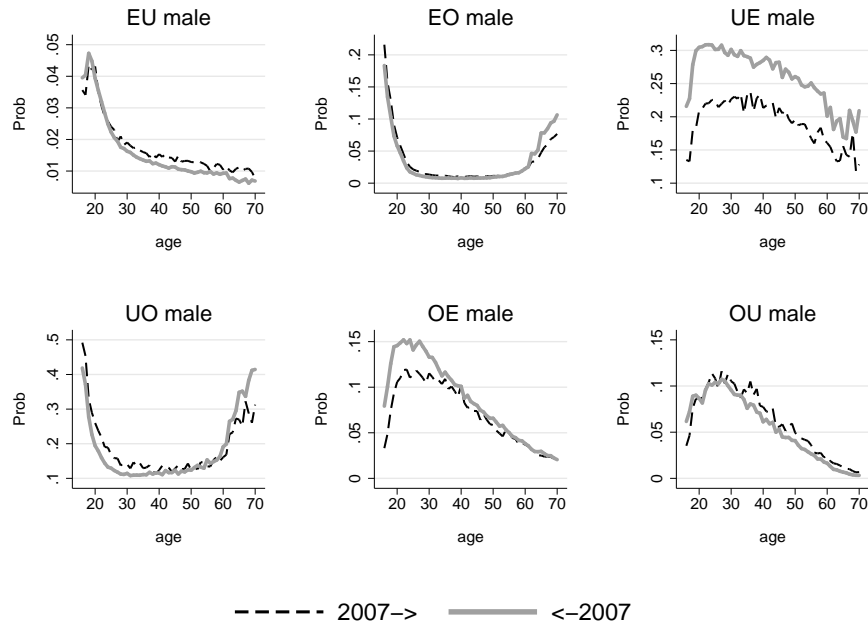 EU male
EO male
UE male
Prob
.01 .02 .03 .04 .05
20 30 40 50 60 70
age
Prob
0 .05 .1 .15 .2
20 30 40 50 60 70
age
Prob
.1 .15 .2 .25 .3
20 30 40 50 60 70
age
UO male
OE male
OU male
Prob
.1 .2 .3 .4 .5
20 30 40 50 60 70
age
Prob
0 .05 .1 .15
20 30 40 50 60 70
age
Prob
0 .05 .1 .15
20 30 40 50 60 70
age
2007−> <−2007